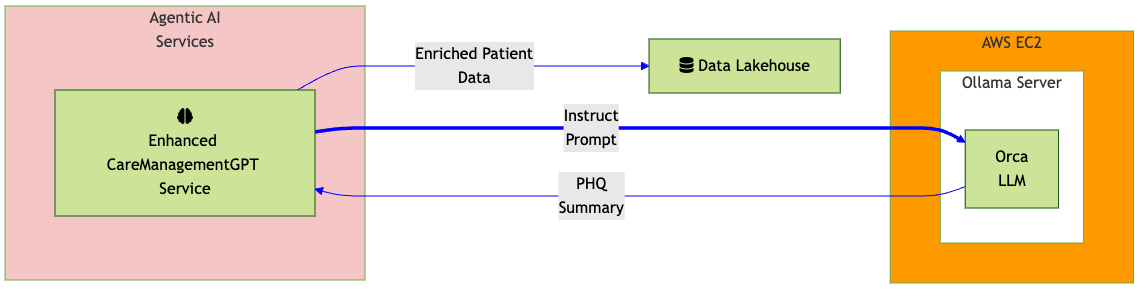 Agentic AI
Services
Enhanced
CareManagementGPT
Service
Enriched Patient
Data
Data Lakehouse
Instruct
Prompt
PHQ
Summary
AWS EC2
Ollama Server
Orca
LLM